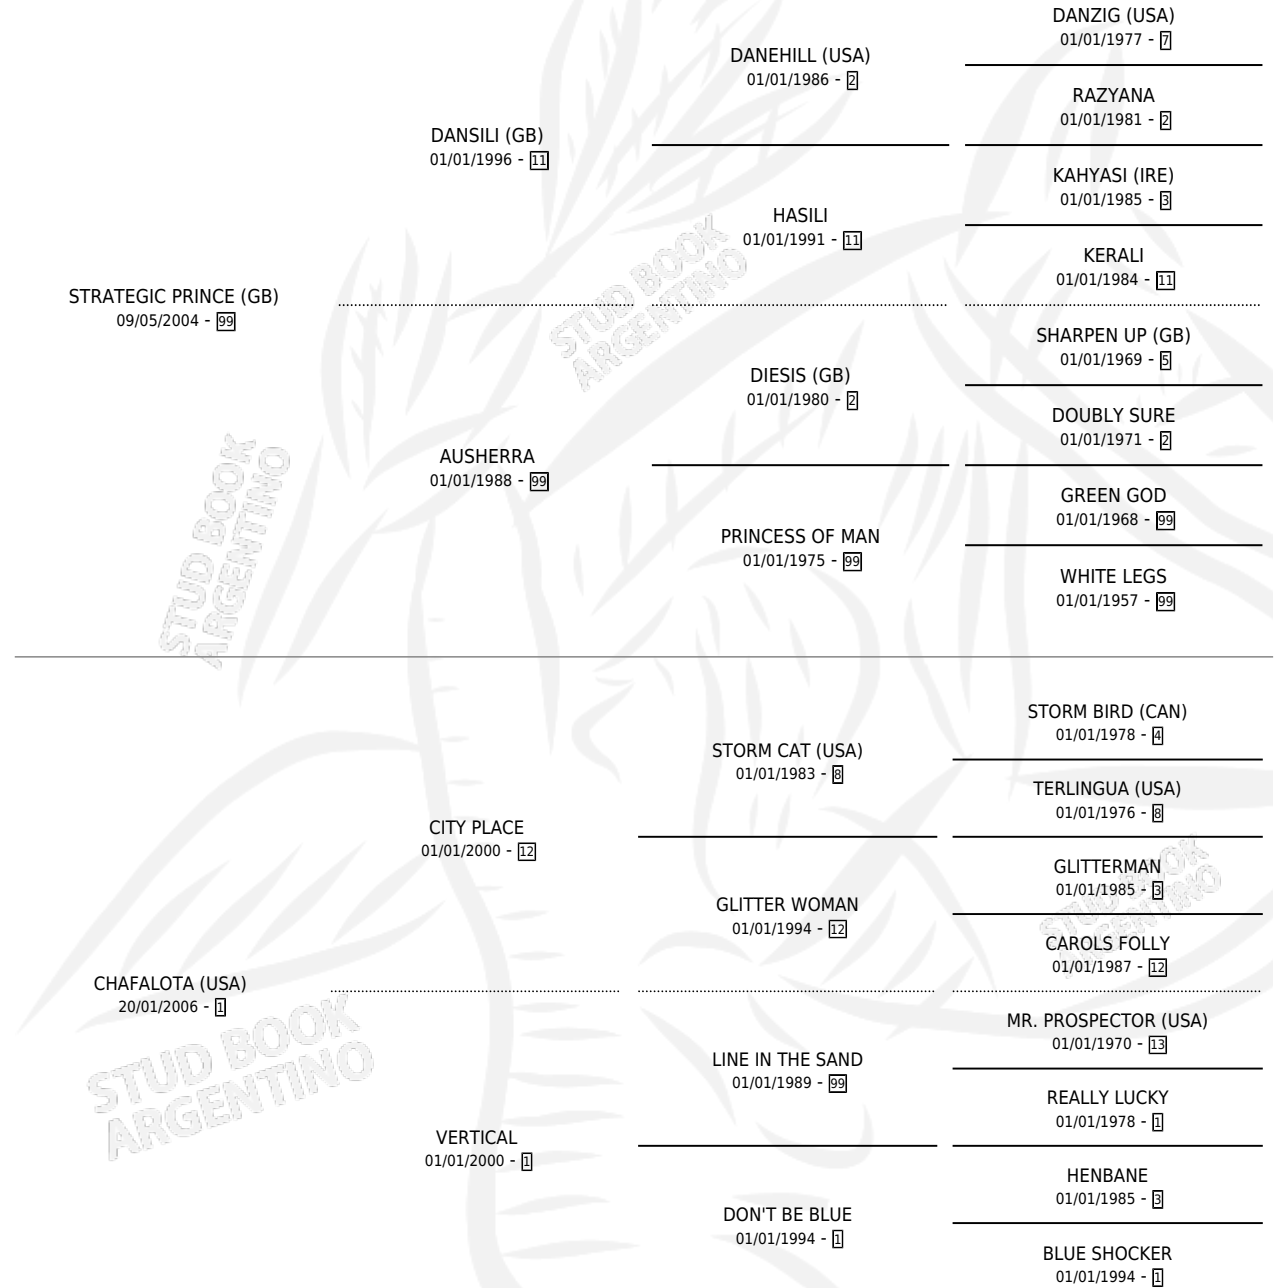 DANZIG (USA)
01/01/1977 - 7
DANEHILL (USA)
01/01/1986 - 2
RAZYANA
01/01/1981 - 2
DANSILI (GB)
01/01/1996 - 11
KAHYASI (IRE)
01/01/1985 - 3
HASILI
01/01/1991 - 11
KERALI
01/01/1984 - 11
STRATEGIC PRINCE (GB)
09/05/2004 - 99
SHARPEN UP (GB)
01/01/1969 - 5
DIESIS (GB)
01/01/1980 - 2
DOUBLY SURE
01/01/1971 - 2
AUSHERRA
01/01/1988 - 99
GREEN GOD
01/01/1968 - 99
PRINCESS OF MAN
01/01/1975 - 99
WHITE LEGS
01/01/1957 - 99
STORM BIRD (CAN)
01/01/1978 - 4
STORM CAT (USA)
01/01/1983 - 8
TERLINGUA (USA)
01/01/1976 - 8
CITY PLACE
01/01/2000 - 12
GLITTERMAN
01/01/1985 - 3
GLITTER WOMAN
01/01/1994 - 12
CAROLS FOLLY
01/01/1987 - 12
CHAFALOTA (USA)
20/01/2006 - 1
MR. PROSPECTOR (USA)
01/01/1970 - 13
LINE IN THE SAND
01/01/1989 - 99
REALLY LUCKY
01/01/1978 - 1
VERTICAL
01/01/2000 - 1
HENBANE
01/01/1985 - 3
DON'T BE BLUE
01/01/1994 - 1
BLUE SHOCKER
01/01/1994 - 1
STUD BOOK
ARGENTINO
STUD BOOK
ARGENTINO
STUD BOOK
ARGENTINO
STUD BOOK
ARGENTINO